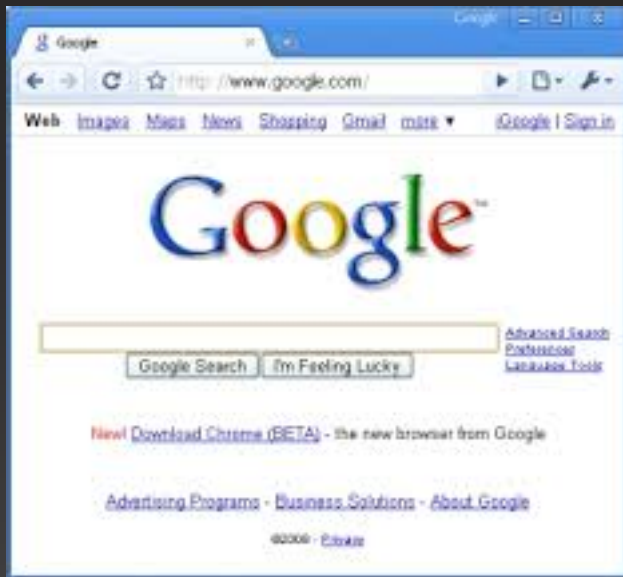 Google
Google
http://www.google.com/
Web Images Maps News Shopping Gmail more ▼ iGoogle | Sign in
Google™
Advanced Search
Preferences
Language Tools
Google Search I'm Feeling Lucky
New! Download Chrome (BETA) - the new browser from Google
Advertising Programs - Business Solutions - About Google
©2008 - Privacy